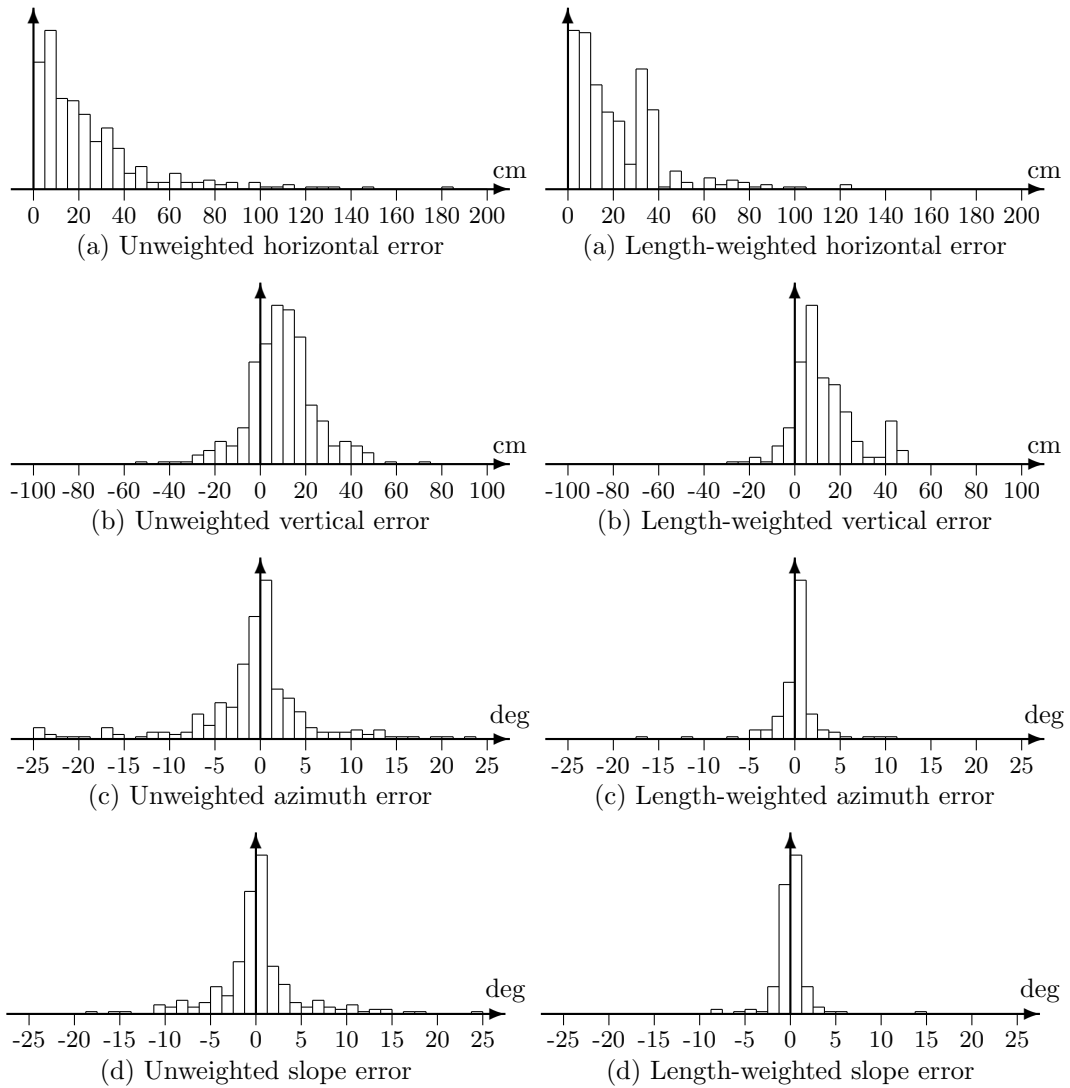 cm
0 20 40 60 80 100 120 140 160 180 200
(a) Unweighted horizontal error
cm
0 20 40 60 80 100 120 140 160 180 200
(a) Length-weighted horizontal error
cm
-100 -80 -60 -40 -20 0 20 40 60 80 100
(b) Unweighted vertical error
cm
-100 -80 -60 -40 -20 0 20 40 60 80 100
(b) Length-weighted vertical error
deg
-25 -20 -15 -10 -5 0 5 10 15 20 25
(c) Unweighted azimuth error
deg
-25 -20 -15 -10 -5 0 5 10 15 20 25
(c) Length-weighted azimuth error
deg
-25 -20 -15 -10 -5 0 5 10 15 20 25
(d) Unweighted slope error
deg
-25 -20 -15 -10 -5 0 5 10 15 20 25
(d) Length-weighted slope error